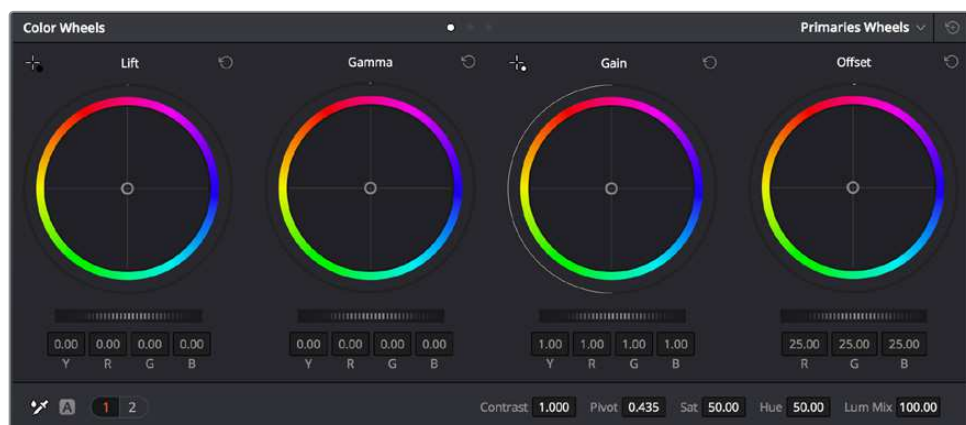 Color Wheels Primaries Wheels
Lift Gamma Gain Offset
0.00 0.00 0.00 0.00 0.00 0.00 0.00 0.00 1.00 1.00 1.00 1.00 25.00 25.00 25.00
Y R G B Y R G B Y R G B R G B
A 1 2 Contrast 1.000 Pivot 0.435 Sat 50.00 Hue 50.00 Lum Mix 100.00